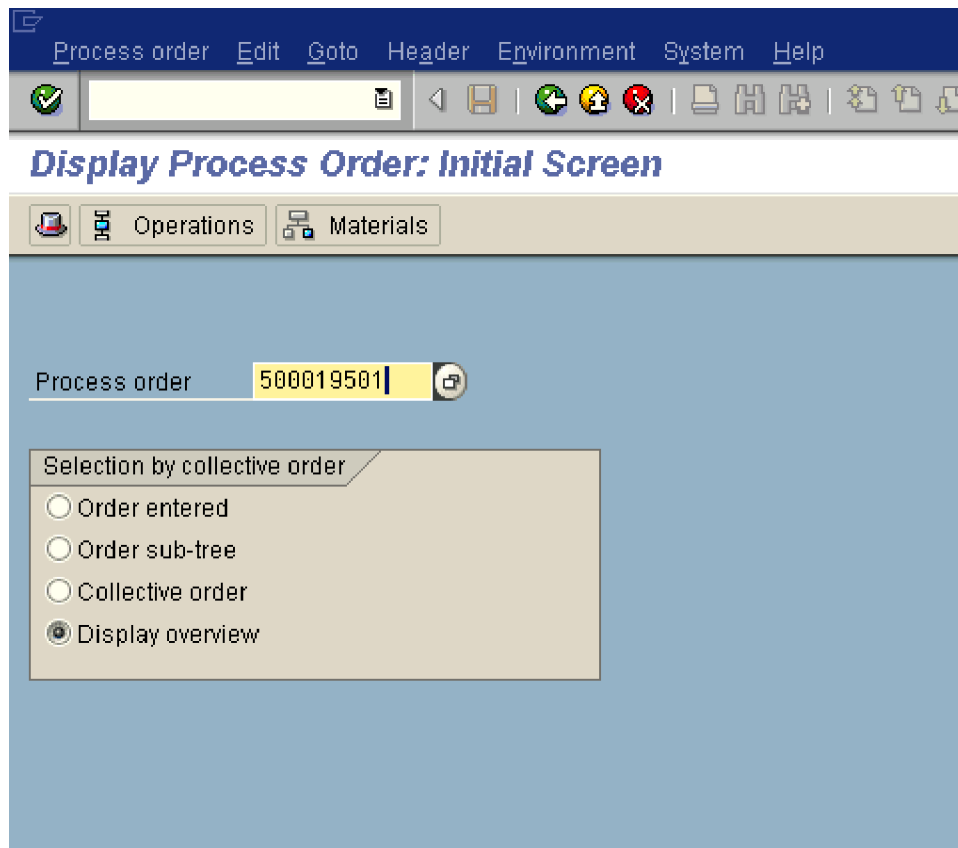 Process order Edit Goto Header Environment System Help
Display Process Order: Initial Screen
Operations Materials
Process order 500019501
Selection by collective order
Order entered
Order sub-tree
Collective order
Display overview